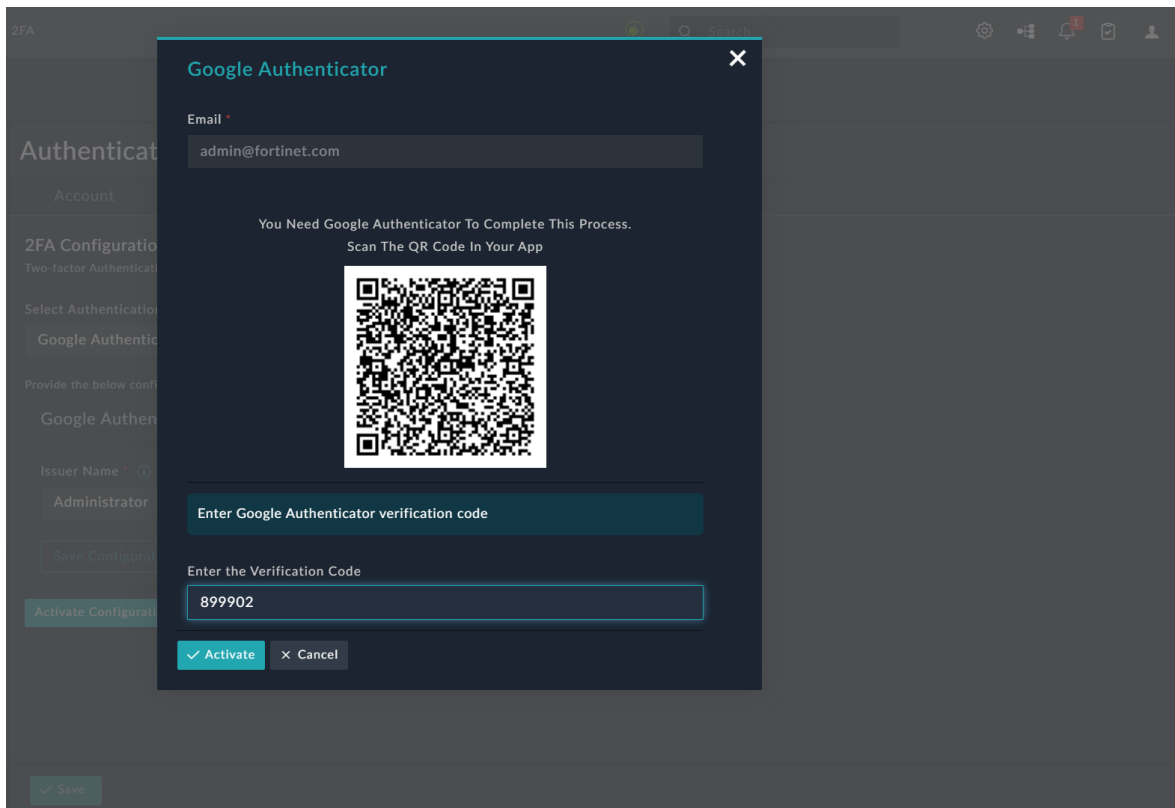 2FA
Search
1
Google Authenticator
Email *
admin@fortinet.com
Authenticat
Account
You Need Google Authenticator To Complete This Process.
Scan The QR Code In Your App
2FA Configuratio
Two-factor Authenticati
Select Authentication
Google Authentic
Provide the below confi
Google Authen
Issuer Name *
Administrator
Enter Google Authenticator verification code
Save Configurat
Enter the Verification Code
899902
Activate Configurati
Activate
Cancel
Save